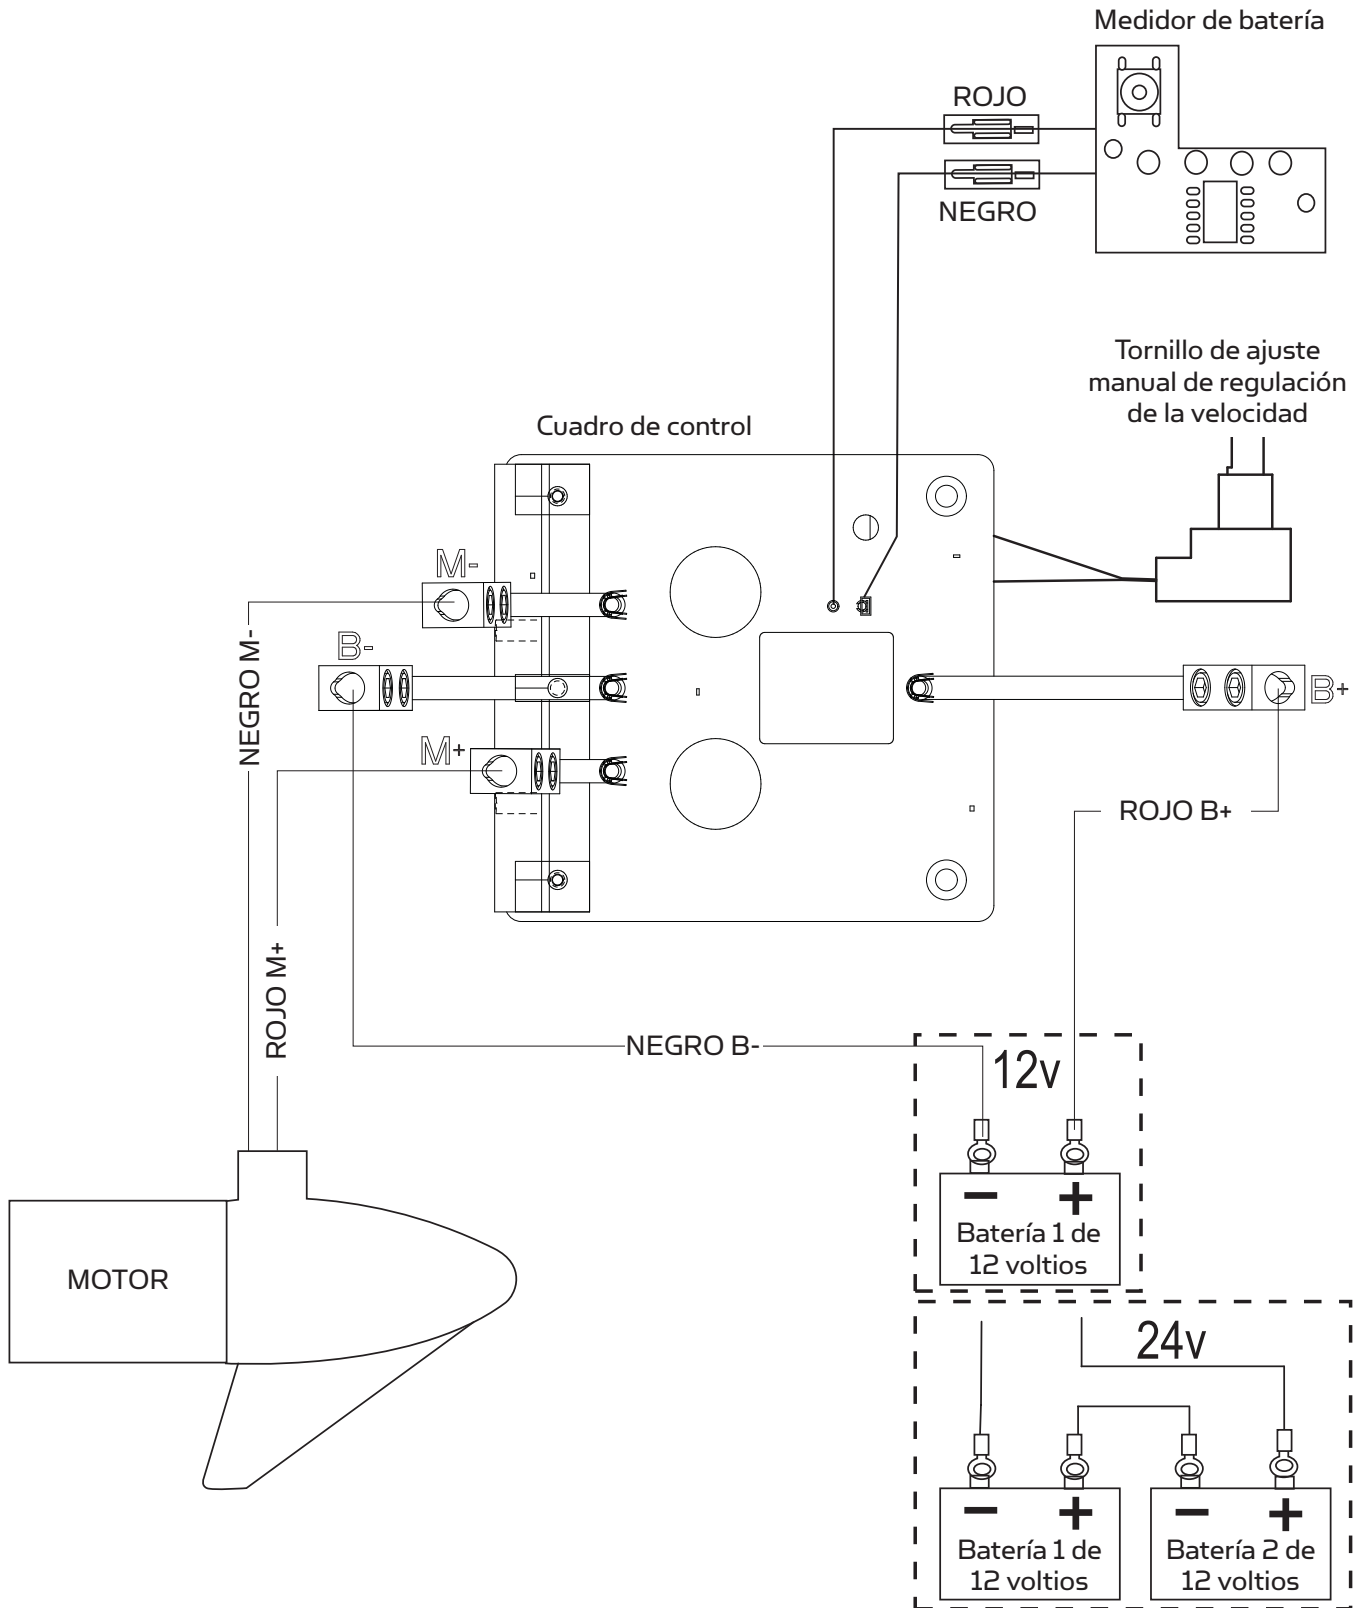 Medidor de batería
ROJO
NEGRO
Tornillo de ajuste
manual de regulación
de la velocidad
Cuadro de control
M-
B-
M+
B+
NEGRO M-
ROJO M+
ROJO B+
NEGRO B-
12v
- +
Batería 1 de
12 voltios
MOTOR
24v
- +
Batería 1 de
12 voltios
- +
Batería 2 de
12 voltios